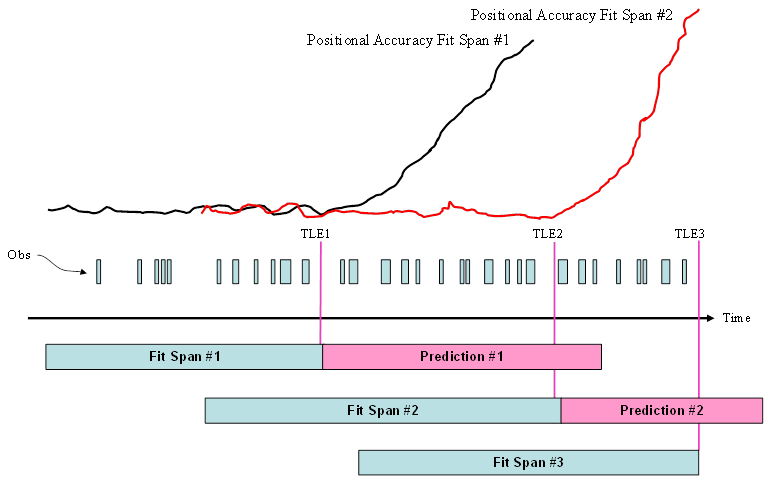 Positional Accuracy Fit Span #2
Positional Accuracy Fit Span #1
TLE1
TLE2
TLE3
Obs
Time
Fit Span #1
Prediction #1
Fit Span #2
Prediction #2
Fit Span #3